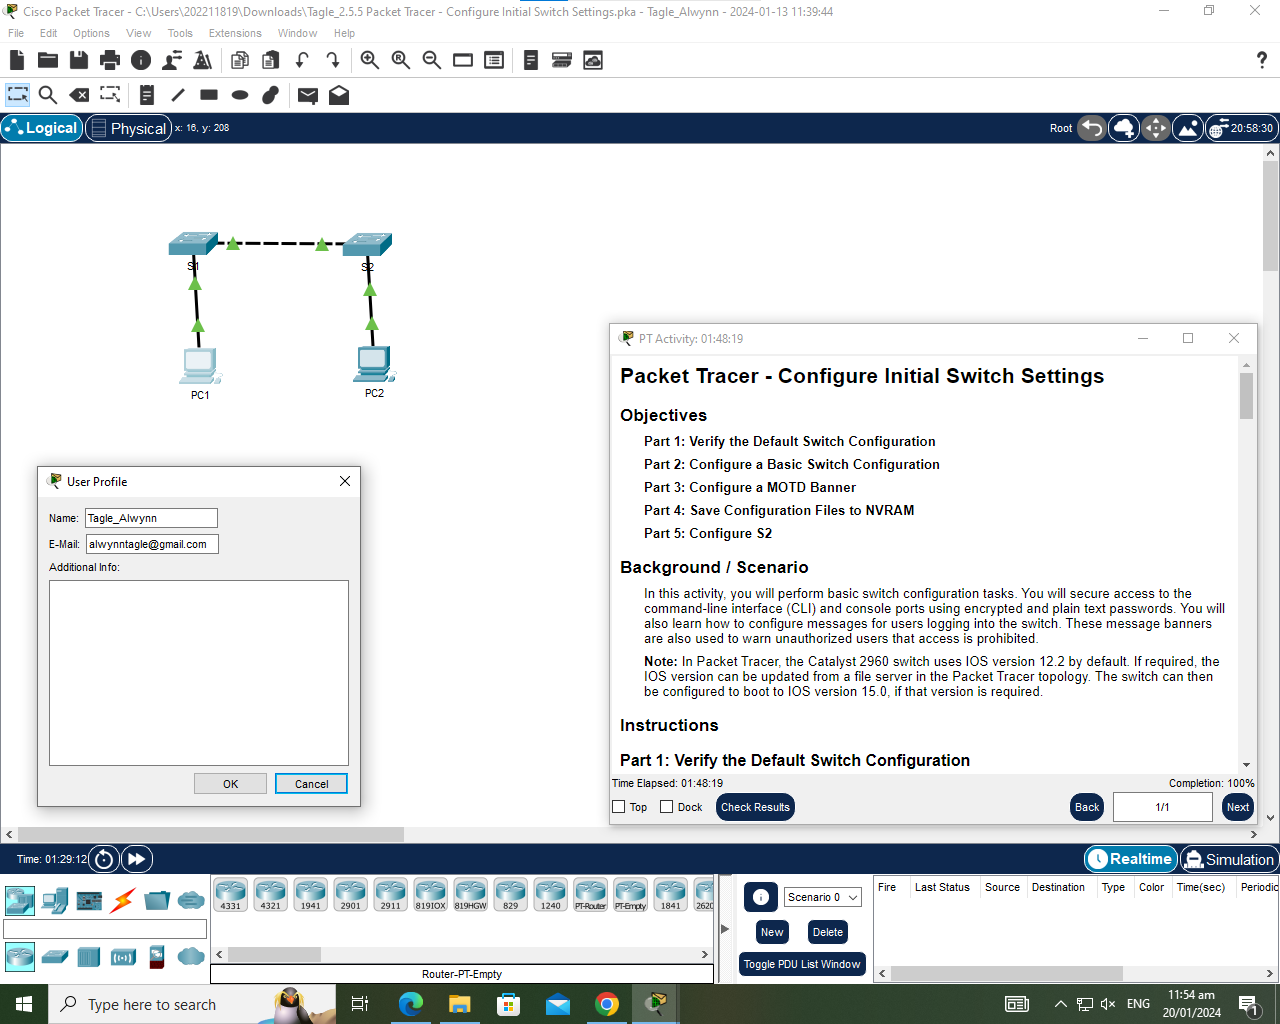 Cisco Packet Tracer - C:\Users\202211819\Downloads\Tagle_2.5.5 Packet Tracer - Configure Initial Switch Settings.pka - Tagle_Alwynn - 2024-01-13 11:39:44
File Edit Options View Tools Extensions Window Help
Logical Physical x: 16, y: 208 Root 20:58:30
S1 S2
PC1 PC2
User Profile
Name: Tagle_Alwynn
E-Mail: alwynntagle@gmail.com
Additional Info:
OK Cancel
PT Activity: 01:48:19
Packet Tracer - Configure Initial Switch Settings
Objectives
Part 1: Verify the Default Switch Configuration
Part 2: Configure a Basic Switch Configuration
Part 3: Configure a MOTD Banner
Part 4: Save Configuration Files to NVRAM
Part 5: Configure S2
Background / Scenario
In this activity, you will perform basic switch configuration tasks. You will secure access to the
command-line interface (CLI) and console ports using encrypted and plain text passwords. You will
also learn how to configure messages for users logging into the switch. These message banners
are also used to warn unauthorized users that access is prohibited.
Note: In Packet Tracer, the Catalyst 2960 switch uses IOS version 12.2 by default. If required, the
IOS version can be updated from a file server in the Packet Tracer topology. The switch can then
be configured to boot to IOS version 15.0, if that version is required.
Instructions
Part 1: Verify the Default Switch Configuration
Time Elapsed: 01:48:19 Completion: 100%
Top Dock Check Results Back 1/1 Next
Time: 01:29:12 Realtime Simulation
4331 4321 1941 2901 2911 819IOX 819HGW 829 1240 PT-Router PT-Empty 1841 2620
Router-PT-Empty
Scenario 0
New Delete
Toggle PDU List Window
Fire Last Status Source Destination Type Color Time(sec) Periodic
Type here to search
ENG
11:54 am
20/01/2024
1